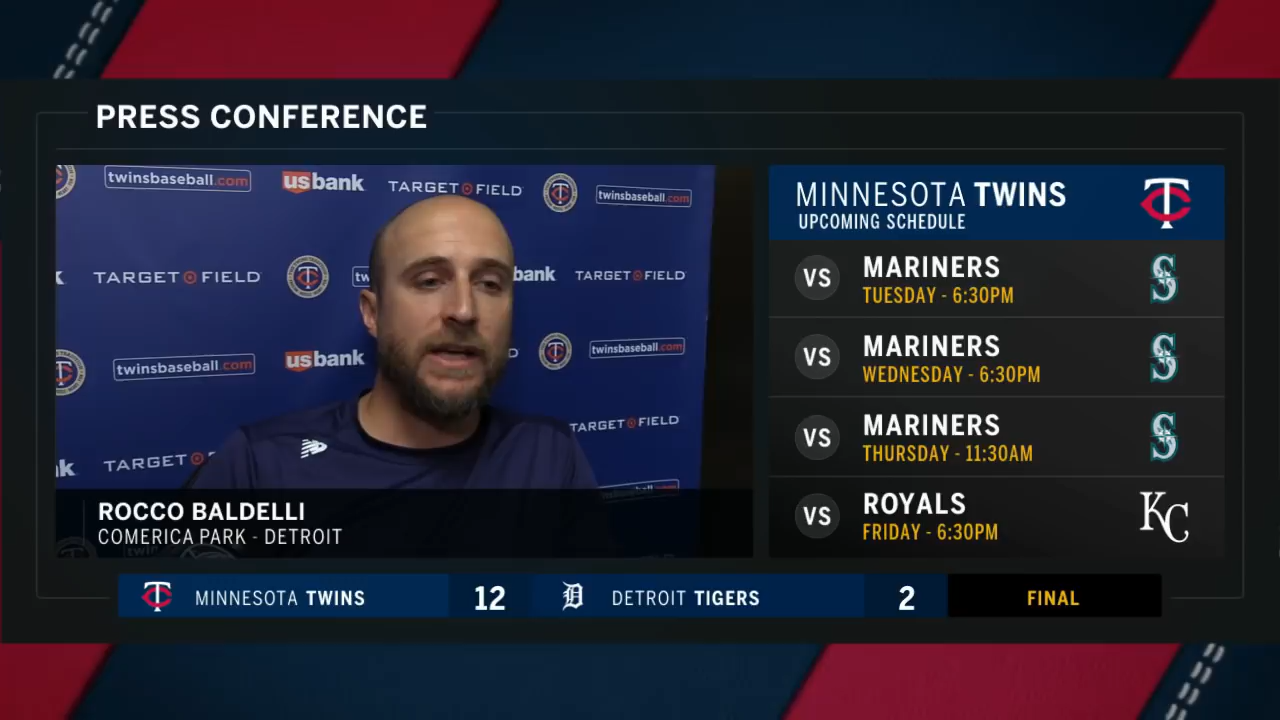 PRESS CONFERENCE
twinsbaseball.com
usbank
TARGET FIELD
twinsbaseball.com
TARGET FIELD
bank
TARGET FIELD
twinsbaseball.com
usbank
twinsbaseball.com
TARGET FIELD
TARGET
ROCCO BALDELLI
COMERICA PARK - DETROIT
MINNESOTA TWINS
UPCOMING SCHEDULE
VS
MARINERS
TUESDAY - 6:30PM
VS
MARINERS
WEDNESDAY - 6:30PM
VS
MARINERS
THURSDAY - 11:30AM
VS
ROYALS
FRIDAY - 6:30PM
KC
MINNESOTA TWINS 12 DETROIT TIGERS 2 FINAL